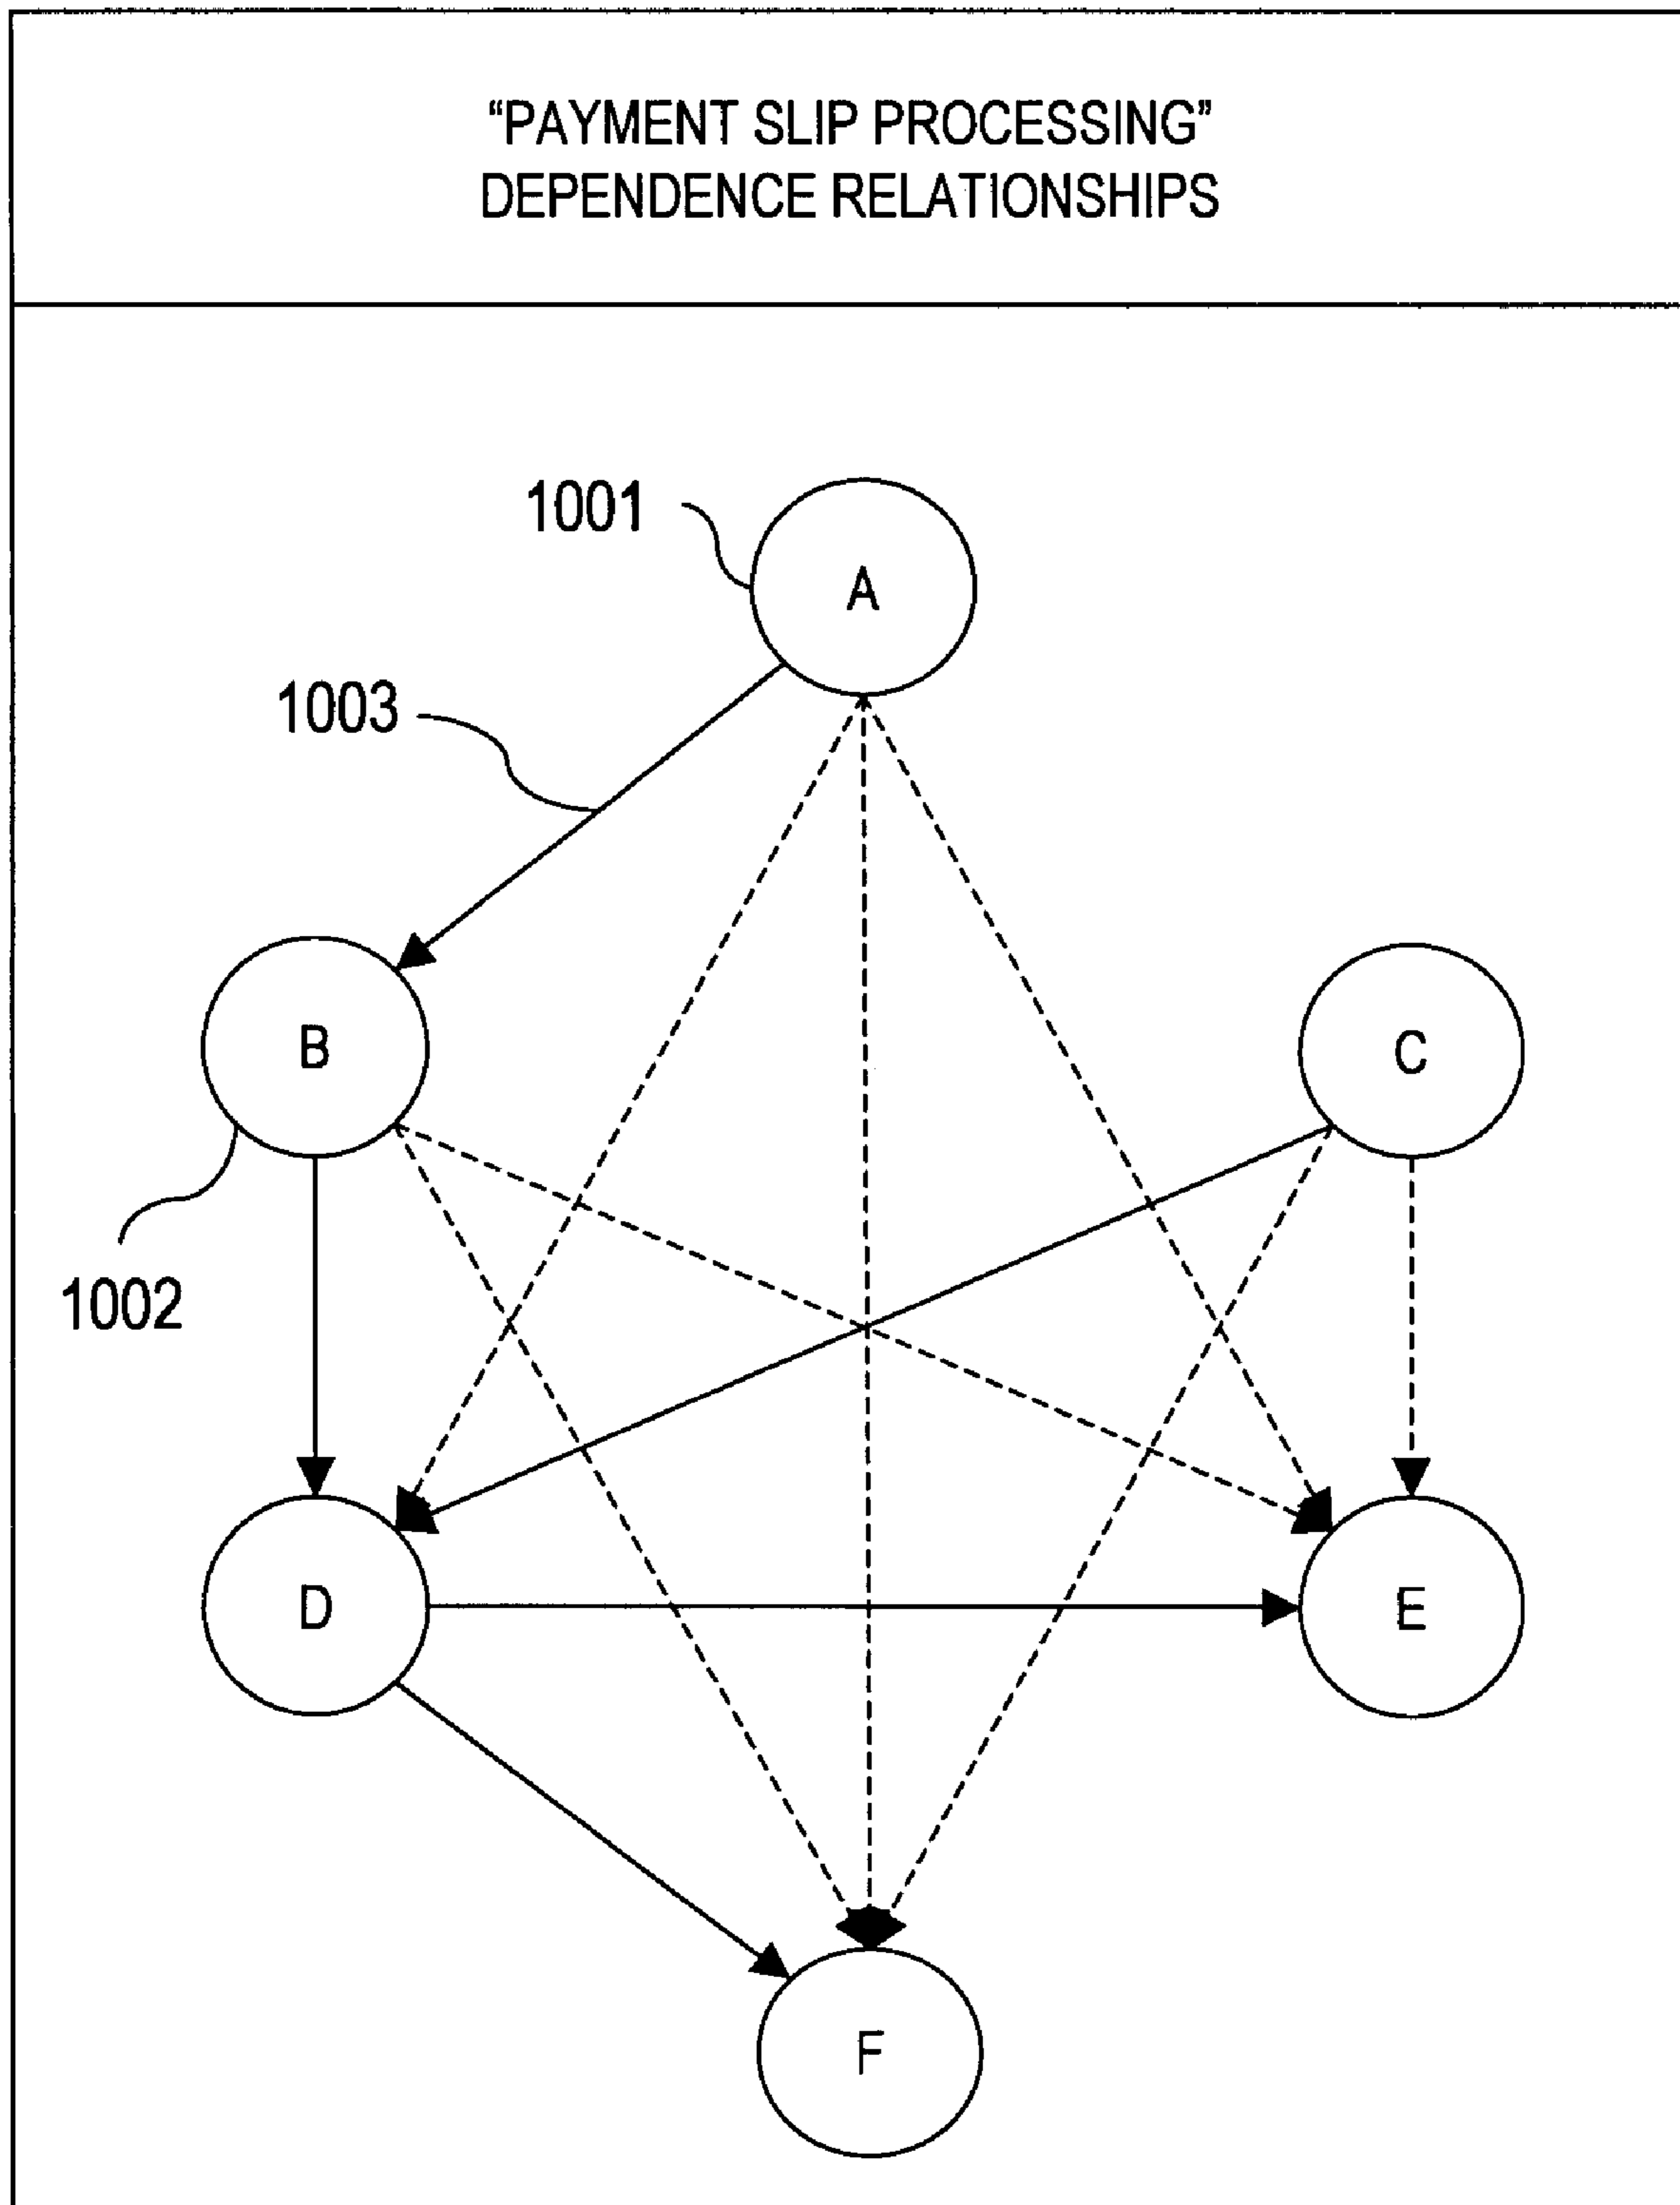 “PAYMENT SLIP PROCESSING”
DEPENDENCE RELATIONSHIPS
1001
A
1003
B
C
1002
D
E
F